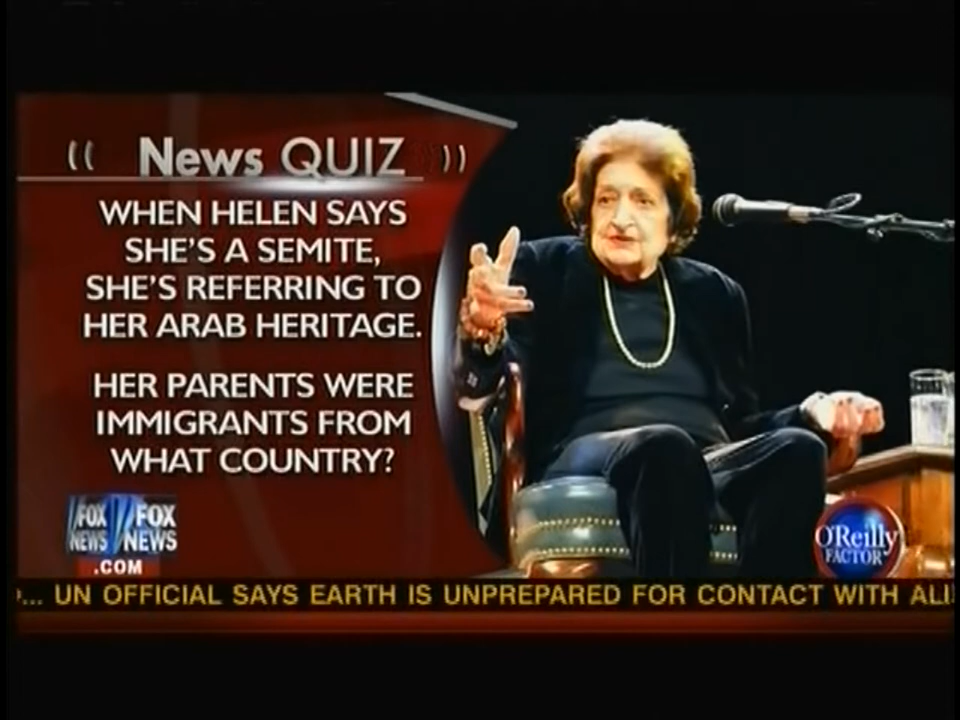 (( News QUIZ ))
WHEN HELEN SAYS
SHE'S A SEMITE,
SHE'S REFERRING TO
HER ARAB HERITAGE.
HER PARENTS WERE
IMMIGRANTS FROM
WHAT COUNTRY?
FOX NEWS
FOX NEWS
.COM
O'Reilly
FACTOR
... UN OFFICIAL SAYS EARTH IS UNPREPARED FOR CONTACT WITH ALI